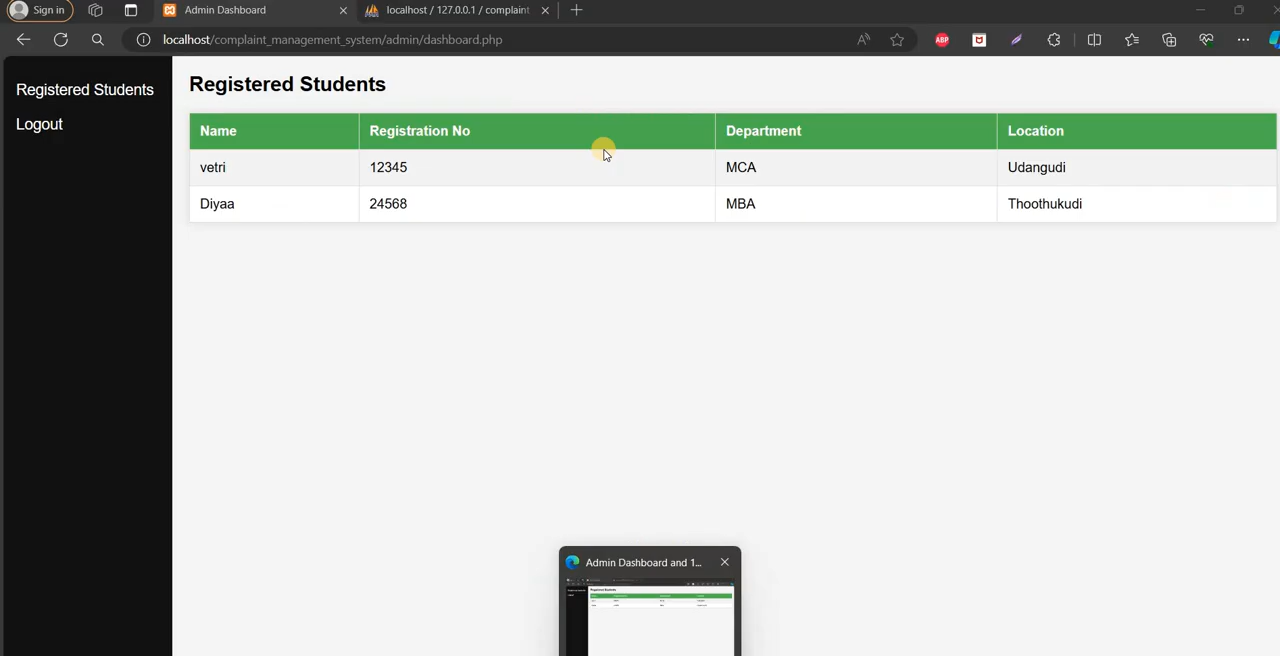 Sign in
Admin Dashboard
localhost / 127.0.0.1 / complaint
localhost/complaint_management_system/admin/dashboard.php
ABP
Registered Students
Logout
Registered Students
Name Registration No Department Location
vetri 12345 MCA Udangudi
Diyaa 24568 MBA Thoothukudi
Admin Dashboard and 1...